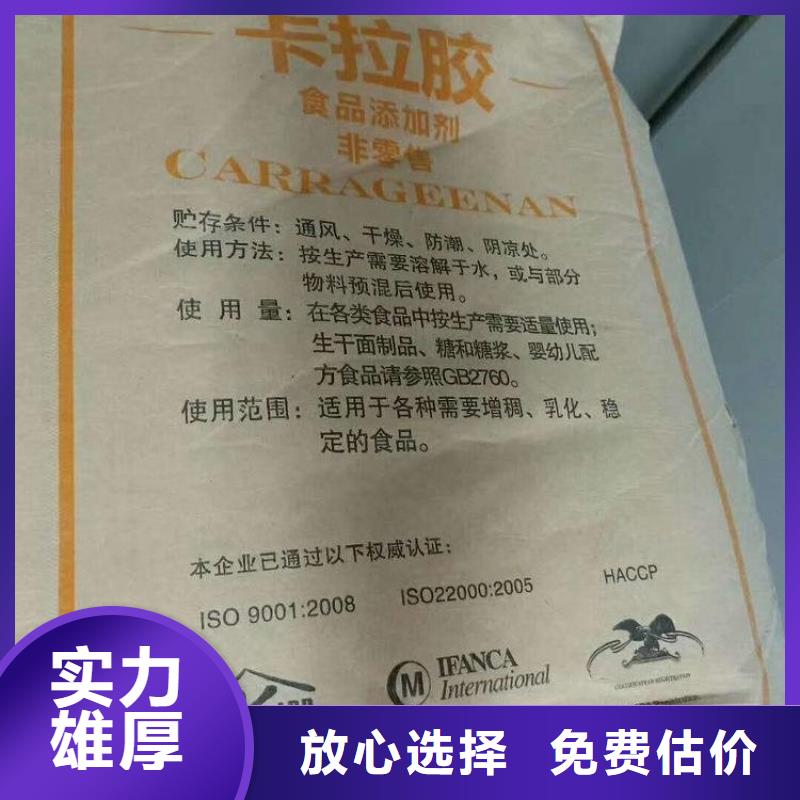 卡拉胶
食品添加剂
非零售
CARRAGEENAN
贮存条件：通风、干燥、防潮、阴凉处。
使用方法：按生产需要溶解于水，或与部分
物料预混后使用。
使用量：在各类食品中按生产需要适量使用；
生干面制品、糖和糖浆、婴幼儿配
方食品请参照GB2760。
使用范围：适用于各种需要增稠、乳化、稳
定的食品。
本企业已通过以下权威认证：
ISO 9001:2008 ISO22000:2005 HACCP
M IFANCA
International
实力
雄厚
放心选择 免费估价